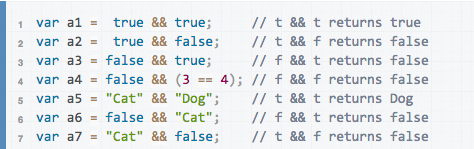 1 var a1 =  true && true;     // t && t returns true
2 var a2 =  true && false;    // t && f returns false
3 var a3 = false && true;     // f && t returns false
4 var a4 = false && (3 == 4); // f && f returns false
5 var a5 = "Cat" && "Dog";    // t && t returns Dog
6 var a6 = false && "Cat";    // f && t returns false
7 var a7 = "Cat" && false;    // t && f returns false